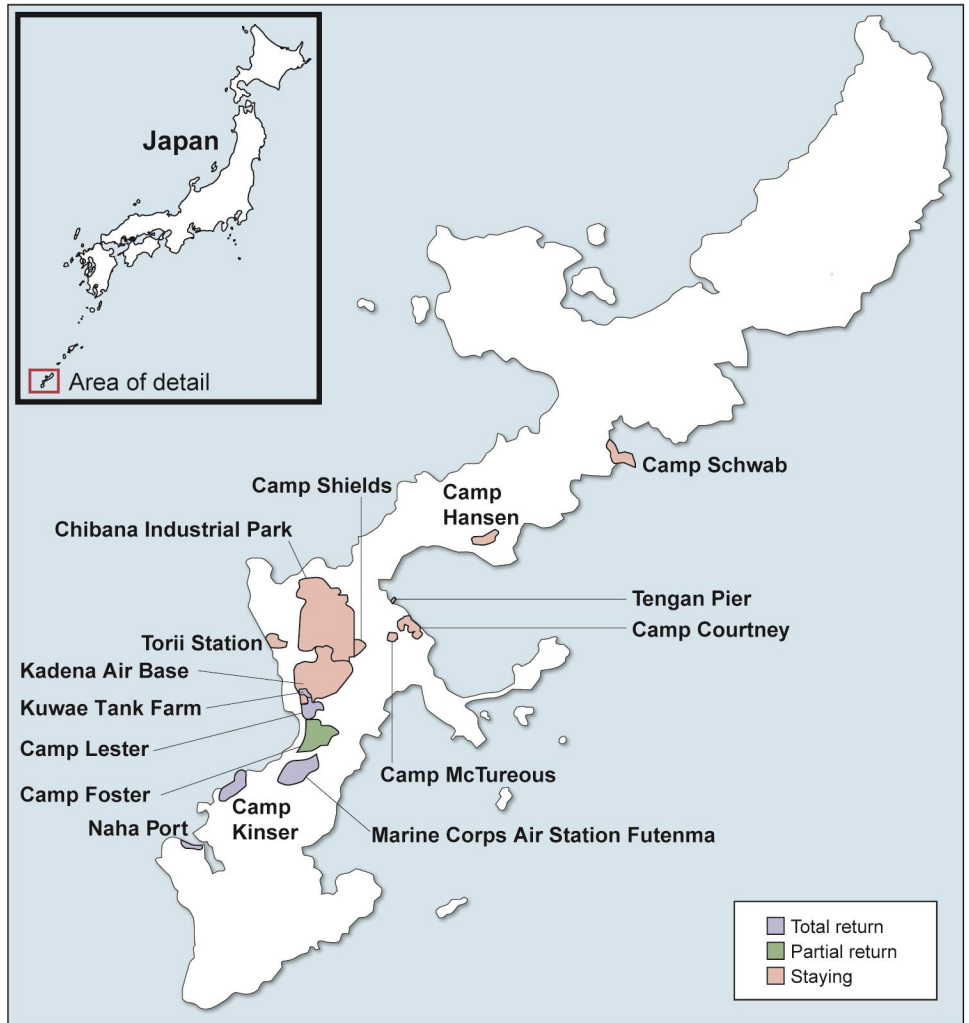 Japan
Area of detail
Camp Schwab
Camp Shields
Camp
Hansen
Chibana Industrial Park
Tengan Pier
Camp Courtney
Torii Station
Kadena Air Base
Kuwae Tank Farm
Camp Lester
Camp McTureous
Camp Foster
Camp
Kinser
Naha Port
Marine Corps Air Station Futenma
Total return
Partial return
Staying